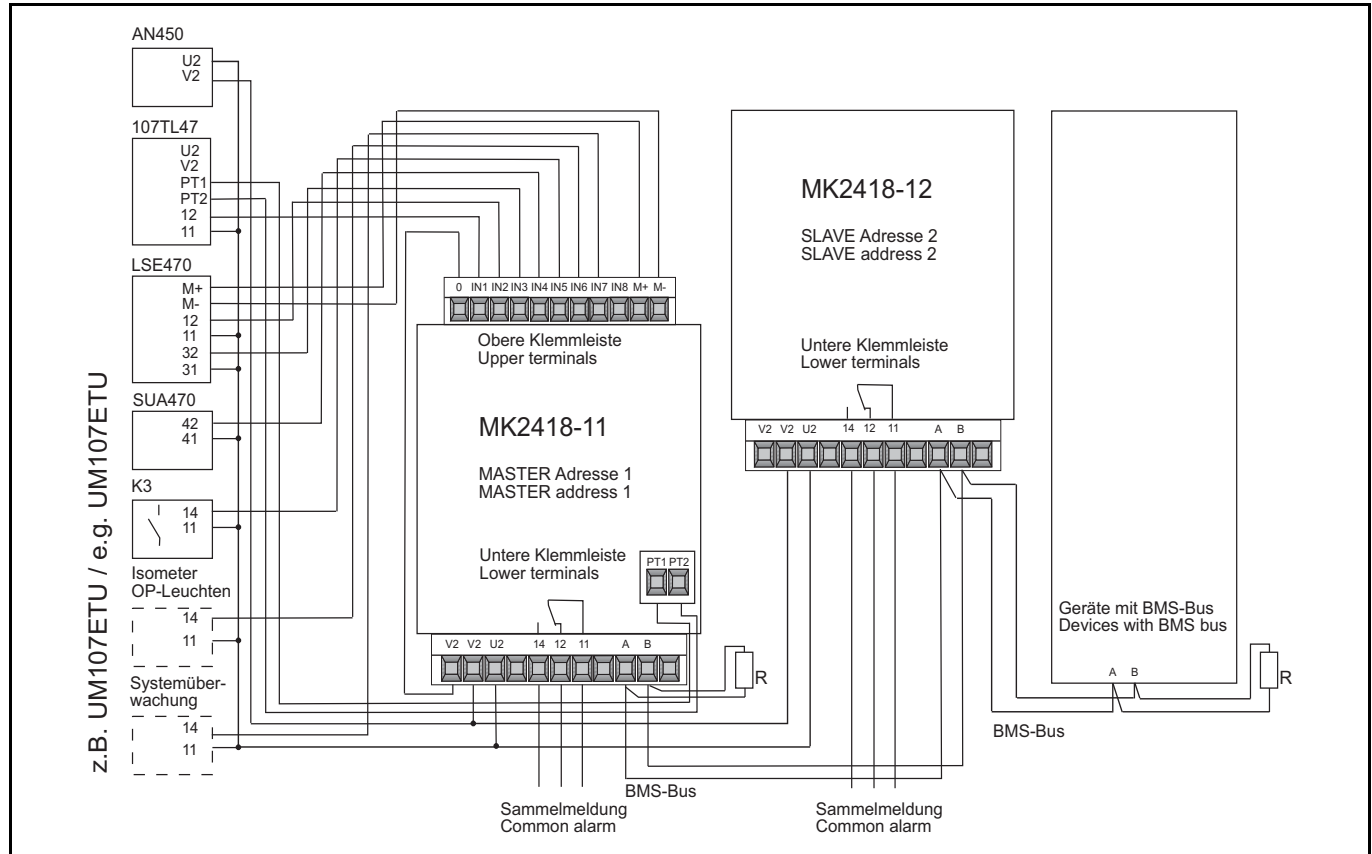 z.B. UM107ETU / e.g. UM107ETU
AN450
U2
V2
107TL47
U2
V2
PT1
PT2
12
11
LSE470
M+
M-
12
11
32
31
SUA470
42
41
K3
14
11
Isometer
OP-Leuchten
14
11
Systemüber-
wachung
14
11
0 IN1 IN2 IN3 IN4 IN5 IN6 IN7 IN8 M+ M-
Obere Klemmleiste
Upper terminals
MK2418-11
MASTER Adresse 1
MASTER address 1
Untere Klemmleiste
Lower terminals
PT1 PT2
V2 V2 U2 14 12 11 A B
R
BMS-Bus
Sammelmeldung
Common alarm
MK2418-12
SLAVE Adresse 2
SLAVE address 2
Untere Klemmleiste
Lower terminals
V2 V2 U2 14 12 11 A B
Sammelmeldung
Common alarm
Geräte mit BMS-Bus
Devices with BMS bus
A B
R
BMS-Bus